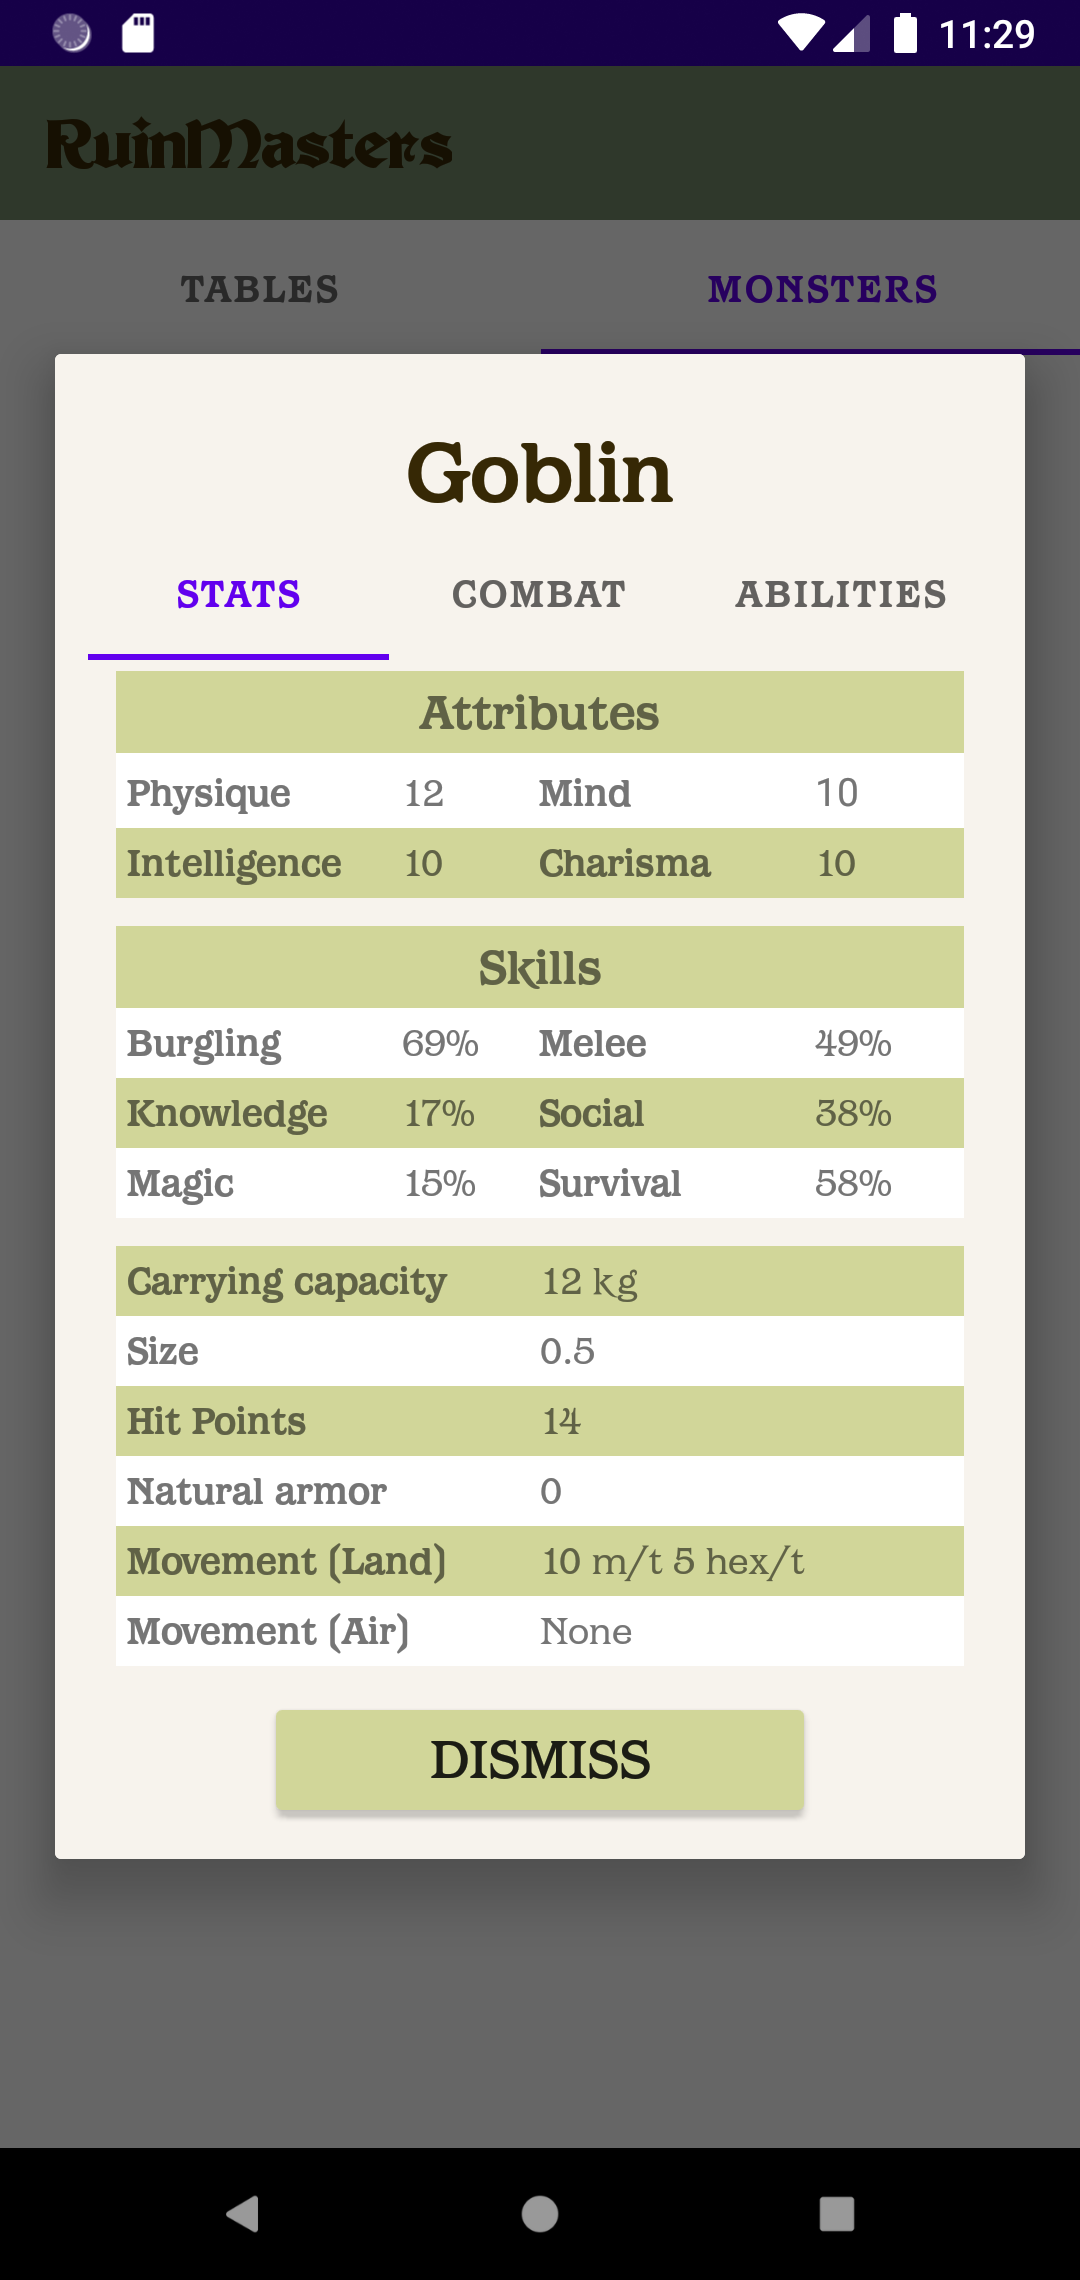 11:29
RuinMasters
TABLES MONSTERS
Goblin
STATS COMBAT ABILITIES
Attributes
Physique 12 Mind 10
Intelligence 10 Charisma 10
Skills
Burgling 69% Melee 49%
Knowledge 17% Social 38%
Magic 15% Survival 58%
Carrying capacity 12 kg
Size 0.5
Hit Points 14
Natural armor 0
Movement (Land) 10 m/t 5 hex/t
Movement (Air) None
DISMISS